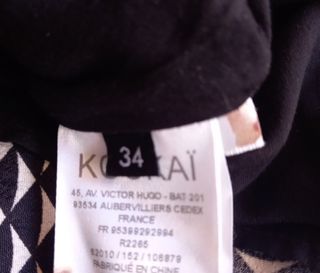 34
KOOKAÏ
45, AV. VICTOR HUGO - BAT 201
93534 AUBERVILLIERS CEDEX
FRANCE
FR 95399292994
R2265
62010 / 152 / 106879
FABRIQUÉ EN CHINE